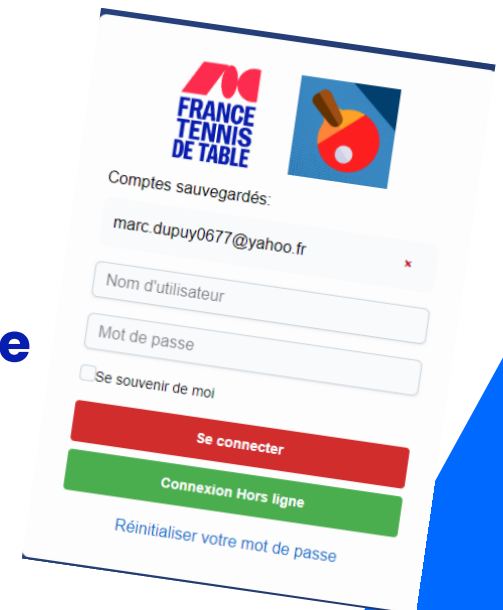 FRANCE
TENNIS
DE TABLE
Comptes sauvegardés:
marc.dupuy0677@yahoo.fr
x
Nom d'utilisateur
Mot de passe
e
Se souvenir de moi
Se connecter
Connexion Hors ligne
Réinitialiser votre mot de passe